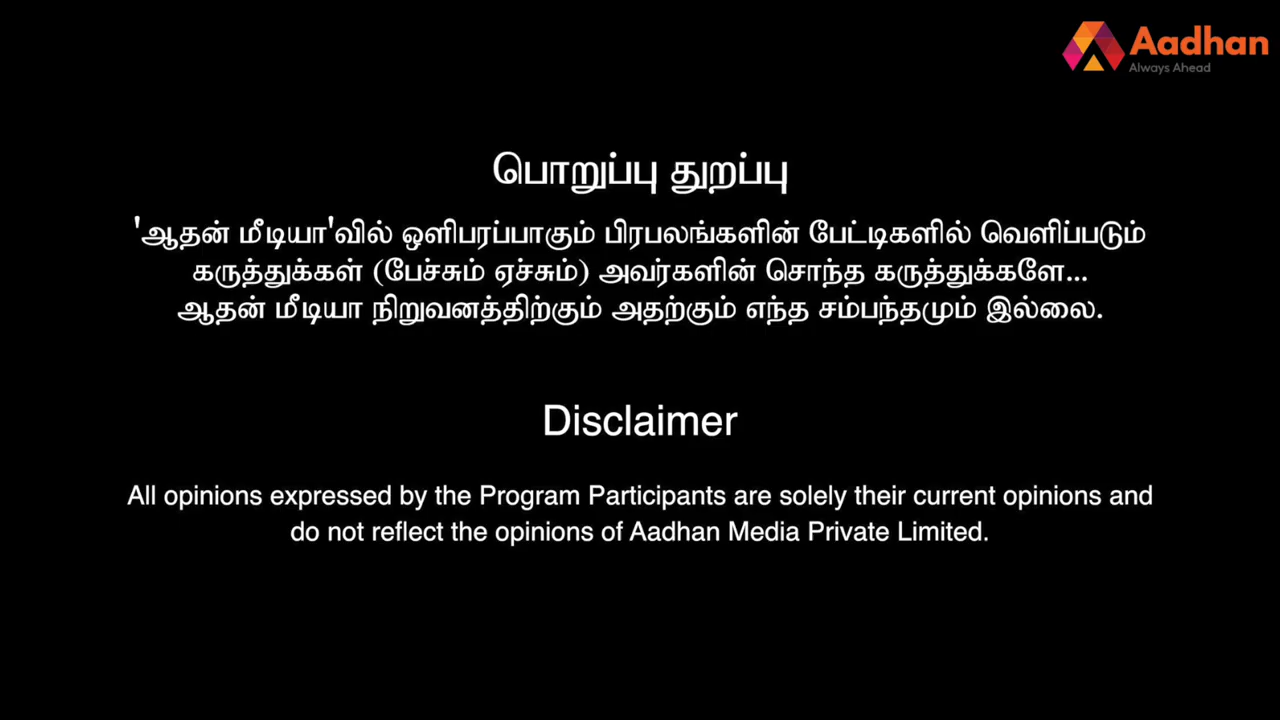 Aadhan
Always Ahead
பொறுப்பு துறப்பு
'ஆதன் மீடியா'வில் ஒளிபரப்பாகும் பிரபலங்களின் பேட்டிகளில் வெளிப்படும்
கருத்துக்கள் (பேச்சும் ஏச்சும்) அவர்களின் சொந்த கருத்துக்களே...
ஆதன் மீடியா நிறுவனத்திற்கும் அதற்கும் எந்த சம்பந்தமும் இல்லை.
Disclaimer
All opinions expressed by the Program Participants are solely their current opinions and
do not reflect the opinions of Aadhan Media Private Limited.